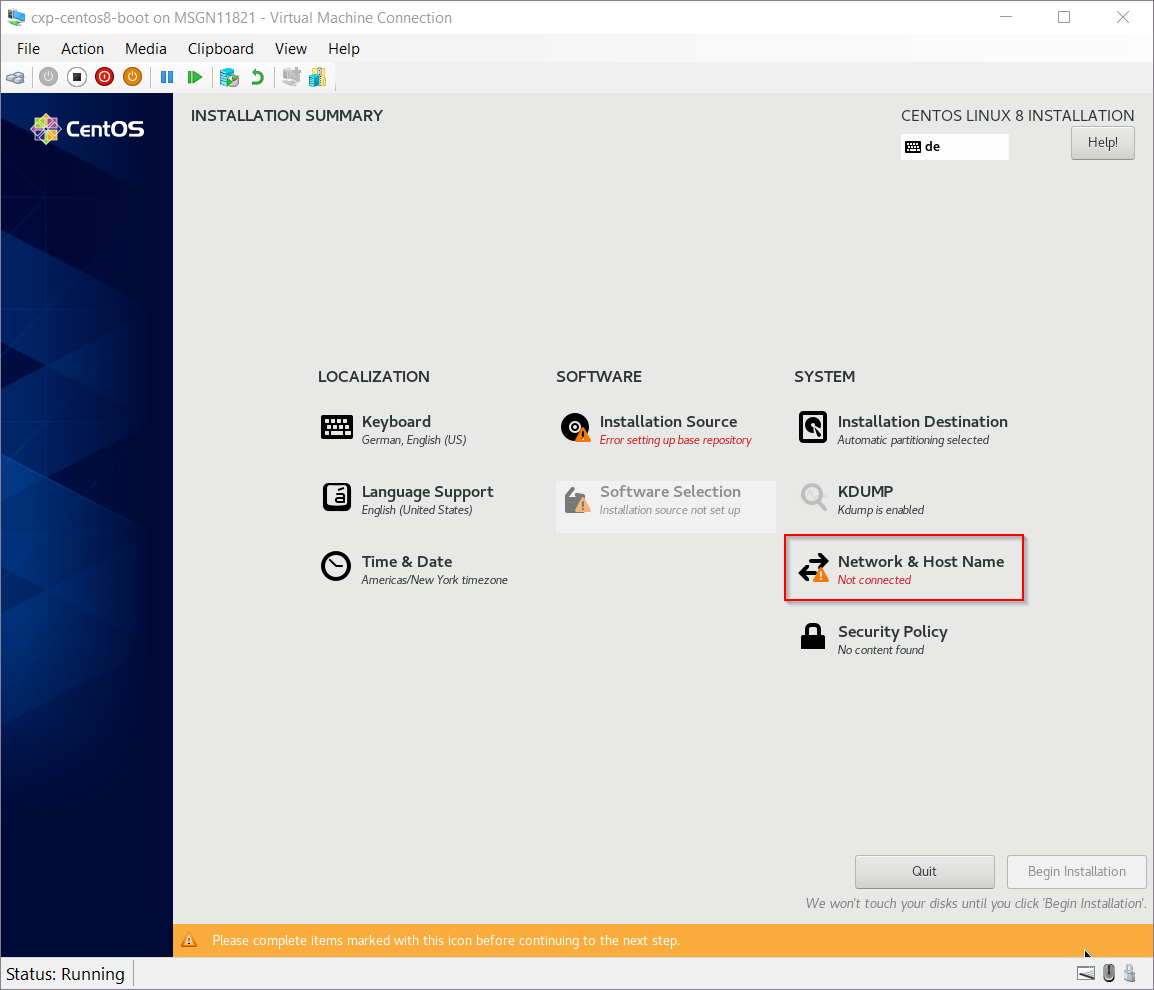 cxp-centos8-boot on MSGN11821 - Virtual Machine Connection
File Action Media Clipboard View Help
CentOS
INSTALLATION SUMMARY
CENTOS LINUX 8 INSTALLATION
de
Help!
LOCALIZATION
Keyboard
German, English (US)
Language Support
English (United States)
Time & Date
Americas/New York timezone
SOFTWARE
Installation Source
Error setting up base repository
Software Selection
Installation source not set up
SYSTEM
Installation Destination
Automatic partitioning selected
KDUMP
Kdump is enabled
Network & Host Name
Not connected
Security Policy
No content found
Quit
Begin Installation
We won't touch your disks until you click 'Begin Installation'.
Please complete items marked with this icon before continuing to the next step.
Status: Running